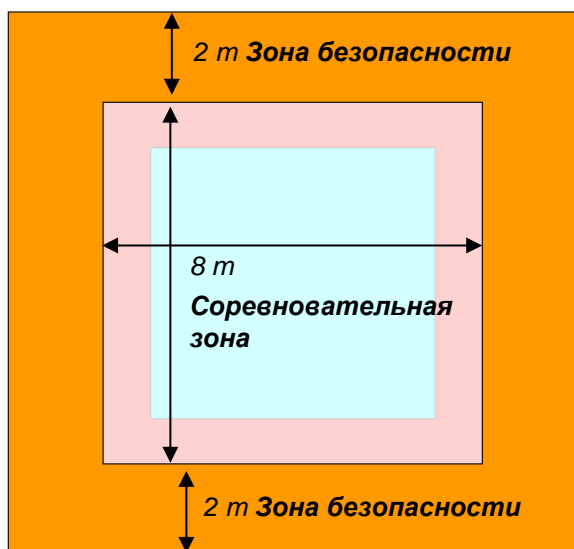 2 m Зона безопасности
8 m
Соревновательная
зона
2 m Зона безопасности